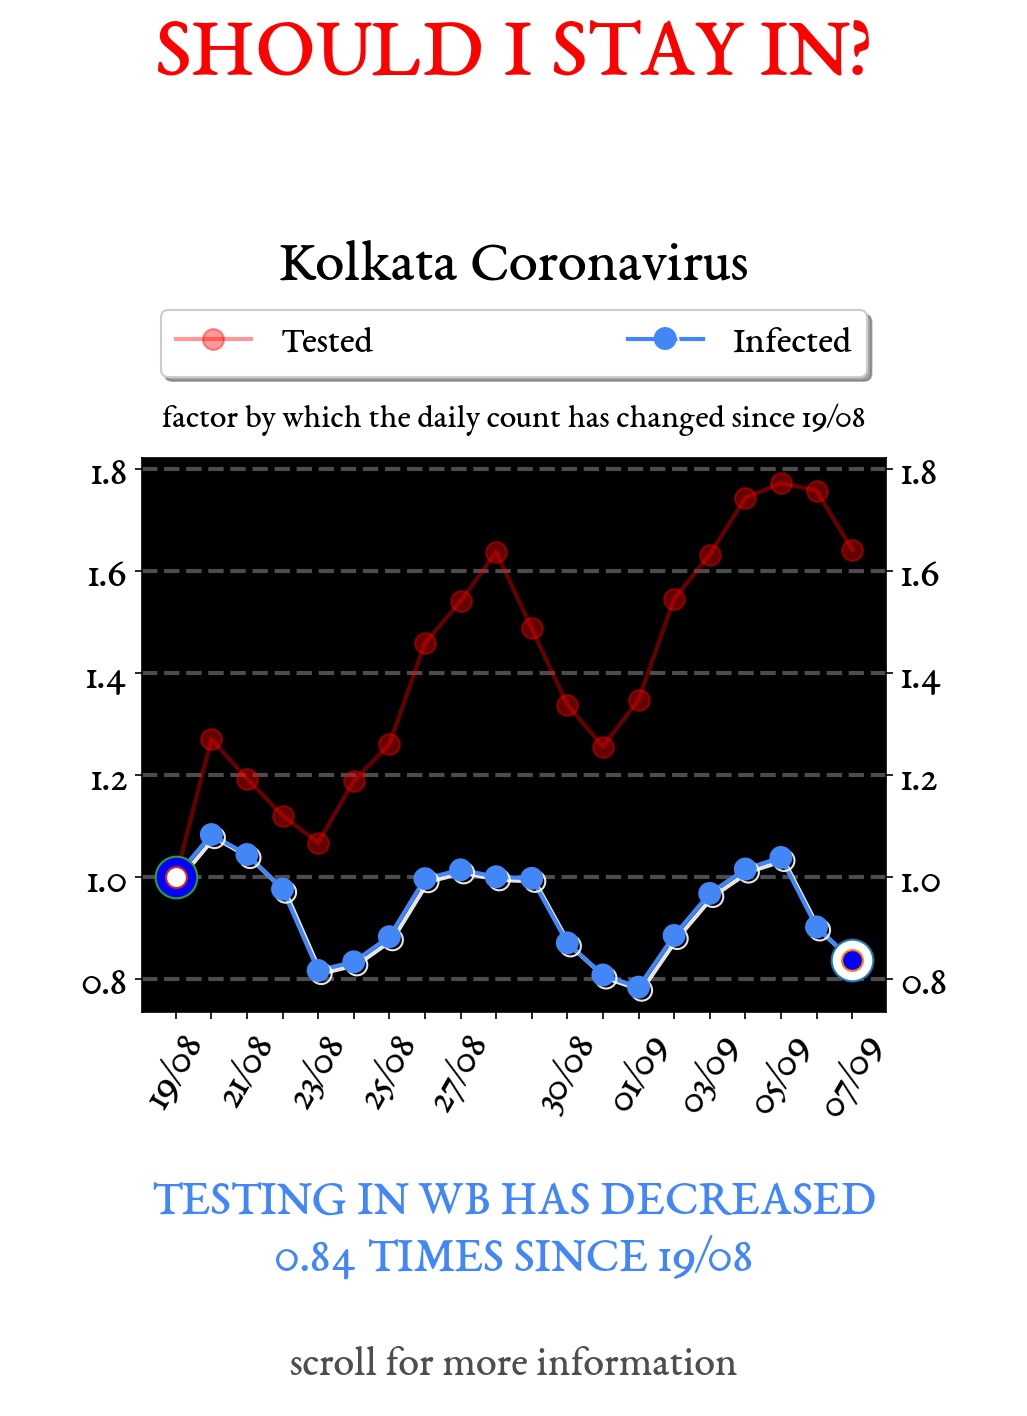 SHOULD I STAY IN?
Kolkata Coronavirus
Tested Infected
factor by which the daily count has changed since 19/08
1.8 1.8
1.6 1.6
1.4 1.4
1.2 1.2
1.0 1.0
0.8 0.8
19/08 21/08 23/08 25/08 27/08 30/08 01/09 03/09 05/09 07/09
TESTING IN WB HAS DECREASED
0.84 TIMES SINCE 19/08
scroll for more information